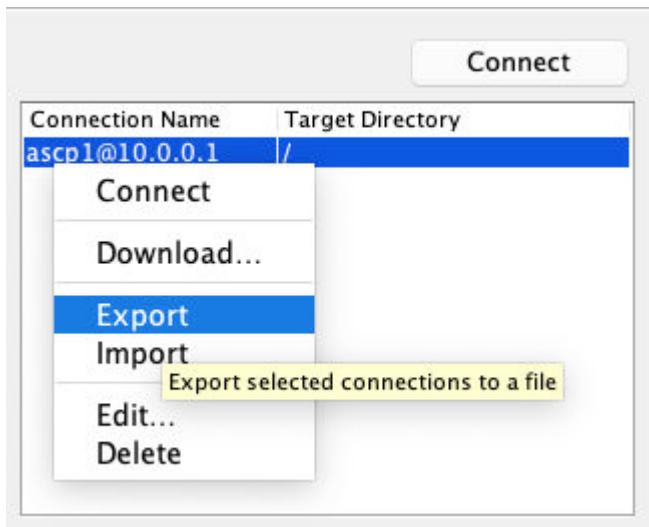 Connect
Connection Name Target Directory
ascp1@10.0.0.1 /
Connect
Download...
Export
Import
Export selected connections to a file
Edit...
Delete